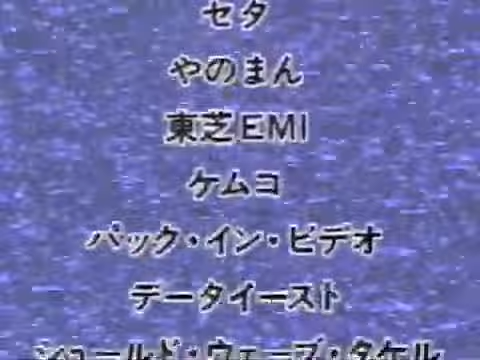 セタ
やのまん
東芝EMI
ケムコ
パック・イン・ビデオ
データイースト